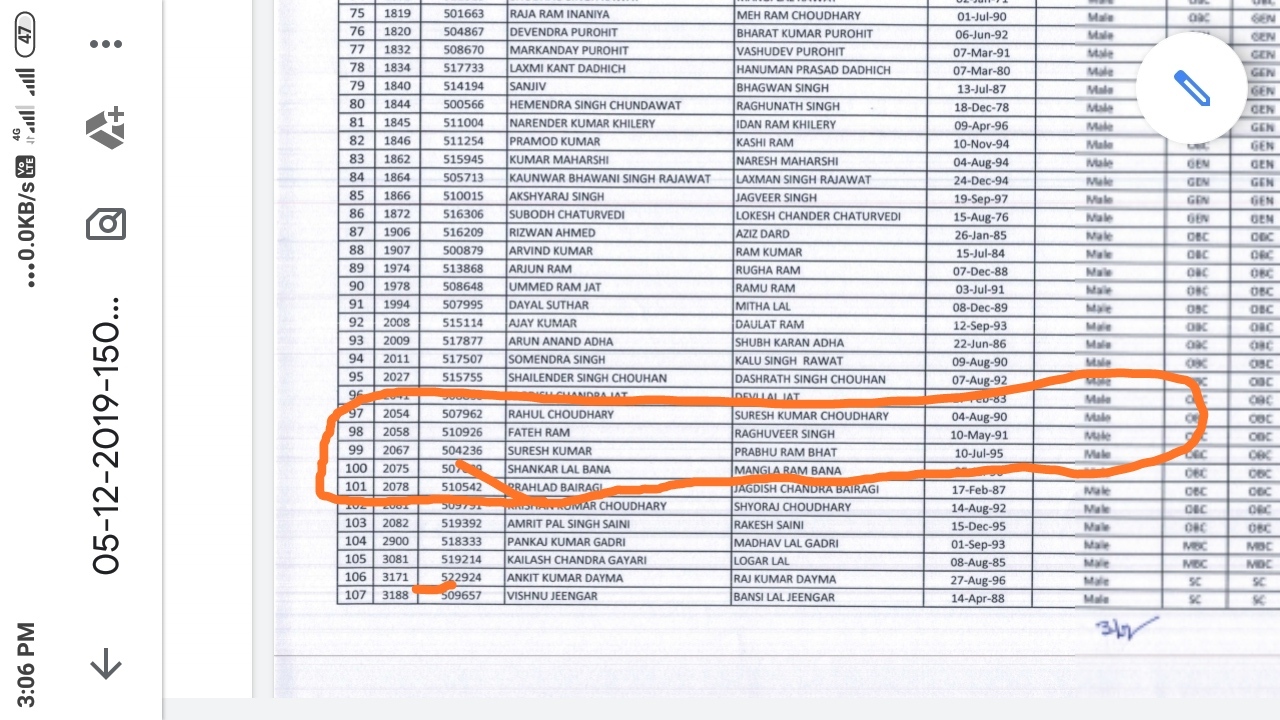 3:06 PM ...0.0KB/s Vo LTE 4G 47
05-12-2019-150...
75 1819 501663 RAJA RAM INANIYA MEH RAM CHOUDHARY 01-Jul-90 Male OBC
76 1820 504867 DEVENDRA PUROHIT BHARAT KUMAR PUROHIT 06-Jun-92 Male GEN
77 1832 508670 MARKANDAY PUROHIT VASHUDEV PUROHIT 07-Mar-91 Male GEN
78 1834 517733 LAXMI KANT DADHICH HANUMAN PRASAD DADHICH 07-Mar-80 Male GEN
79 1840 514194 SANJIV BHAGWAN SINGH 13-Jul-87 Male GEN
80 1844 500566 HEMENDRA SINGH CHUNDAWAT RAGHUNATH SINGH 18-Dec-78 Male GEN
81 1845 511004 NARENDER KUMAR KHILERY IDAN RAM KHILERY 09-Apr-96 Male GEN
82 1846 511254 PRAMOD KUMAR KASHI RAM 10-Nov-94 Male GEN
83 1862 515945 KUMAR MAHARSHI NARESH MAHARSHI 04-Aug-94 Male GEN GEN
84 1864 505713 KAUNWAR BHAWANI SINGH RAJAWAT LAXMAN SINGH RAJAWAT 24-Dec-94 Male GEN GEN
85 1866 510015 AKSHYARAJ SINGH JAGVEER SINGH 19-Sep-97 Male GEN GEN
86 1872 516306 SUBODH CHATURVEDI LOKESH CHANDER CHATURVEDI 15-Aug-76 Male GEN GEN
87 1906 516209 RIZWAN AHMED AZIZ DARD 26-Jan-85 Male OBC OBC
88 1907 500879 ARVIND KUMAR RAM KUMAR 15-Jul-84 Male OBC OBC
89 1974 513868 ARJUN RAM RUGHA RAM 07-Dec-88 Male OBC OBC
90 1978 508648 UMMED RAM JAT RAMU RAM 03-Jul-91 Male OBC OBC
91 1994 507995 DAYAL SUTHAR MITHA LAL 08-Dec-89 Male OBC OBC
92 2008 515114 AJAY KUMAR DAULAT RAM 12-Sep-93 Male OBC OBC
93 2009 517877 ARUN ANAND ADHA SHUBH KARAN ADHA 22-Jun-86 Male OBC OBC
94 2011 517507 SOMENDRA SINGH KALU SINGH RAWAT 09-Aug-90 Male OBC OBC
95 2027 515755 SHAILENDER SINGH CHOUHAN DASHRATH SINGH CHOUHAN 07-Aug-92 Male OBC
96 CHANDRA JAT DEVI LAL JAT Male OBC
97 2054 507962 RAHUL CHOUDHARY SURESH KUMAR CHOUDHARY 04-Aug-90 Male OBC
98 2058 510926 FATEH RAM RAGHUVEER SINGH 10-May-91 Male OBC
99 2067 504236 SURESH KUMAR PRABHU RAM BHAT 10-Jul-95 Male OBC OBC
100 2075 SHANKAR LAL BANA MANGLA RAM BANA Male OBC OBC
101 2078 510542 PRAHLAD BAIRAGI JAGDISH CHANDRA BAIRAGI 17-Feb-87 Male OBC OBC
102 2081 509791 KRISHAN KUMAR CHOUDHARY SHYORAJ CHOUDHARY 14-Aug-92 Male OBC OBC
103 2082 519392 AMRIT PAL SINGH SAINI RAKESH SAINI 15-Dec-95 Male OBC OBC
104 2900 518333 PANKAJ KUMAR GADRI MADHAV LAL GADRI 01-Sep-93 Male MBC MBC
105 3081 519214 KAILASH CHANDRA GAYARI LOGAR LAL 08-Aug-85 Male MBC MBC
106 3171 522924 ANKIT KUMAR DAYMA RAJ KUMAR DAYMA 27-Aug-96 Male SC SC
107 3188 509657 VISHNU JEENGAR BANSI LAL JEENGAR 14-Apr-88 Male SC SC